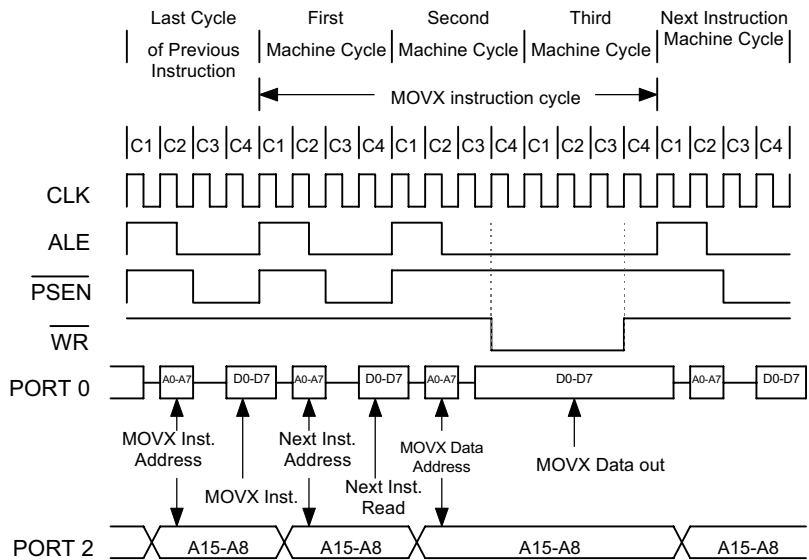 Last Cycle
of Previous
Instruction
First
Machine Cycle
Second
Machine Cycle
Third
Machine Cycle
Next Instruction
Machine Cycle
MOVX instruction cycle
C1 C2 C3 C4 C1 C2 C3 C4 C1 C2 C3 C4 C1 C2 C3 C4 C1 C2 C3 C4
CLK
ALE
PSEN
WR
PORT 0
A0-A7 D0-D7 A0-A7 D0-D7 A0-A7 D0-D7 A0-A7 D0-D7
MOVX Inst.
Address
MOVX Inst.
Next Inst.
Address
Next Inst.
Read
MOVX Data
Address
MOVX Data out
PORT 2
A15-A8 A15-A8 A15-A8 A15-A8